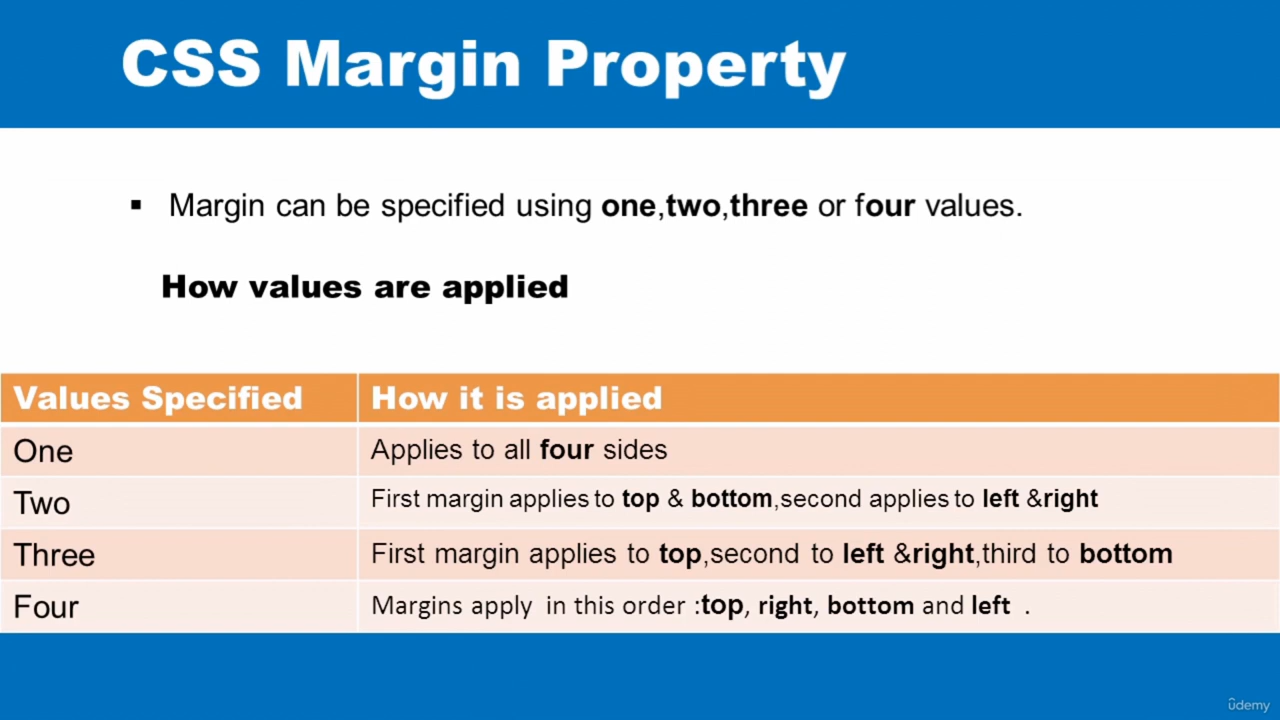 CSS Margin Property
▪ Margin can be specified using one,two,three or four values.
How values are applied
Values Specified How it is applied
One Applies to all four sides
Two First margin applies to top & bottom,second applies to left &right
Three First margin applies to top,second to left &right,third to bottom
Four Margins apply in this order :top, right, bottom and left .
ûdemy